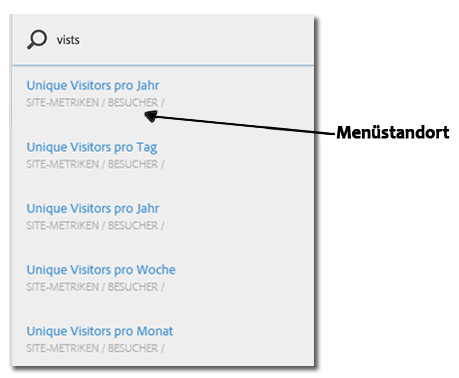 vists
Unique Visitors pro Jahr
SITE-METRIKEN / BESUCHER /
Menüstandort
Unique Visitors pro Tag
SITE-METRIKEN / BESUCHER /
Unique Visitors pro Jahr
SITE-METRIKEN / BESUCHER /
Unique Visitors pro Woche
SITE-METRIKEN / BESUCHER /
Unique Visitors pro Monat
SITE-METRIKEN / BESUCHER /